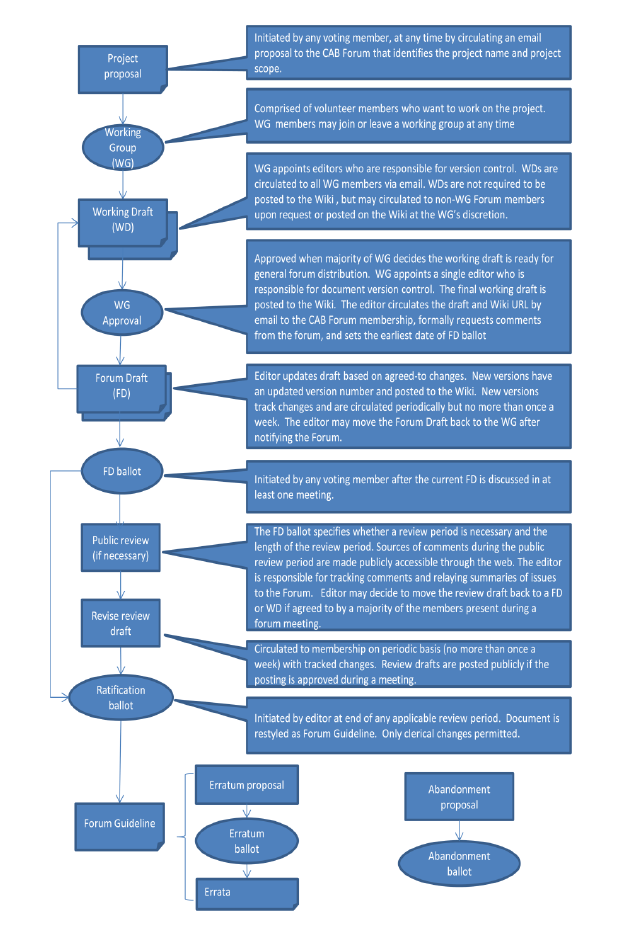 Project
proposal
Initiated by any voting member, at any time by circulating an email
proposal to the CAB Forum that identifies the project name and project
scope.
Working
Group
(WG)
Comprised of volunteer members who want to work on the project.
WG members may join or leave a working group at any time
Working Draft
(WD)
WG appoints editors who are responsible for version control. WDs are
circulated to all WG members via email. WDs are not required to be
posted to the Wiki , but may circulated to non-WG Forum members
upon request or posted on the Wiki at the WG's discretion.
WG
Approval
Approved when majority of WG decides the working draft is ready for
general forum distribution. WG appoints a single editor who is
responsible for document version control. The final working draft is
posted to the Wiki. The editor circulates the draft and Wiki URL by
email to the CAB Forum membership, formally requests comments
from the forum, and sets the earliest date of FD ballot
Forum Draft
(FD)
Editor updates draft based on agreed-to changes. New versions have
an updated version number and posted to the Wiki. New versions
track changes and are circulated periodically but no more than once a
week. The editor may move the Forum Draft back to the WG after
notifying the Forum.
FD ballot
Initiated by any voting member after the current FD is discussed in at
least one meeting.
Public review
(if necessary)
The FD ballot specifies whether a review period is necessary and the
length of the review period. Sources of comments during the public
review period are made publicly accessible through the web. The editor
is responsible for tracking comments and relaying summaries of issues
to the Forum. Editor may decide to move the review draft back to a FD
or WD if agreed to by a majority of the members present during a
forum meeting.
Revise review
draft
Circulated to membership on periodic basis (no more than once a
week) with tracked changes. Review drafts are posted publicly if the
posting is approved during a meeting.
Ratification
ballot
Initiated by editor at end of any applicable review period. Document is
restyled as Forum Guideline. Only clerical changes permitted.
Forum Guideline
Erratum proposal
Erratum
ballot
Errata
Abandonment
proposal
Abandonment
ballot